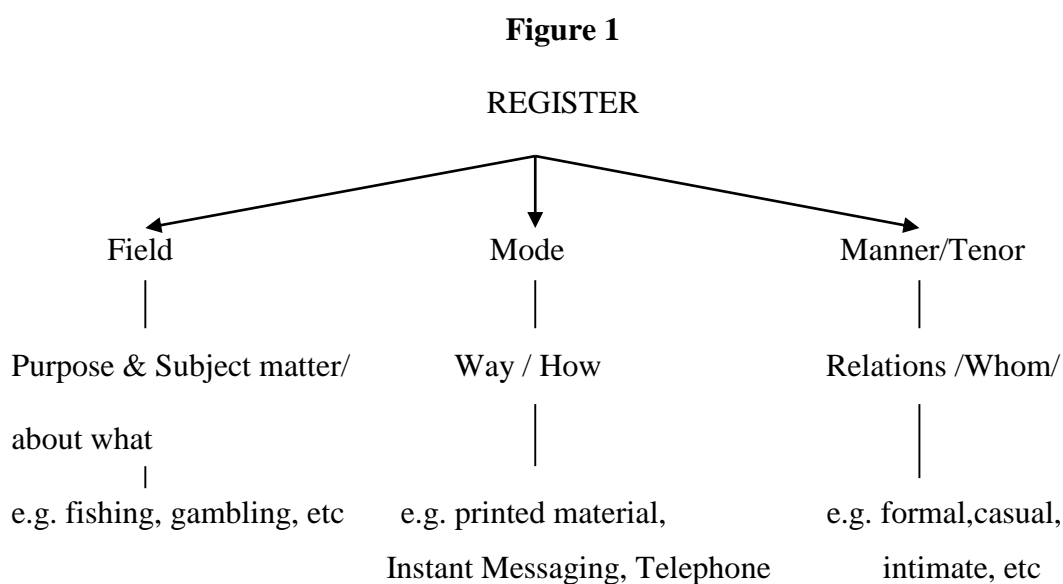 Figure 1
REGISTER
Field Mode Manner/Tenor
Purpose & Subject matter/ Way / How Relations /Whom/
about what
e.g. fishing, gambling, etc e.g. printed material, e.g. formal,casual,
Instant Messaging, Telephone intimate, etc